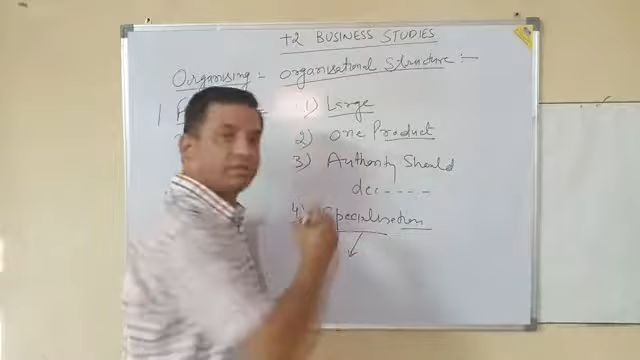 +2 BUSINESS STUDIES
Organising :- Organisational Structure :-
1) Large
2) One Product
3) Authority Should
dec ----
4) Specialisation